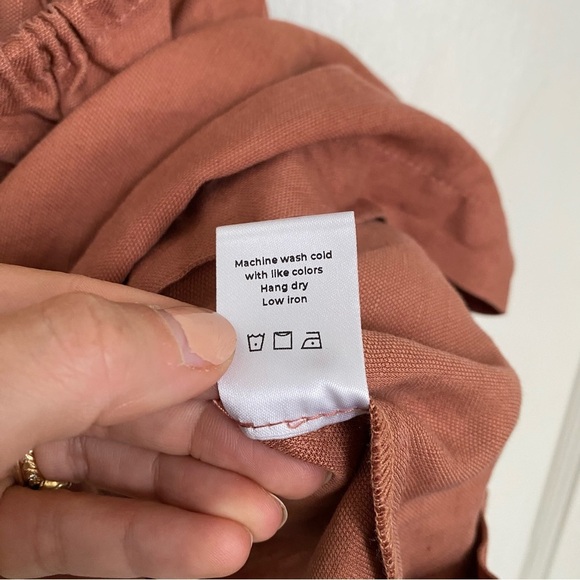 Machine wash cold
with like colors
Hang dry
Low iron